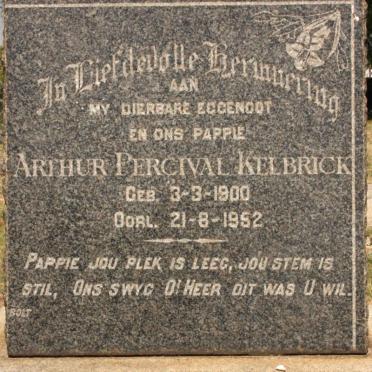 In Liefdevolle Herinnering
AAN
MY DIERBARE EGGENOOT
EN ONS PAPPIE
ARTHUR PERCIVAL KELBRICK
GEB. 3-3-1900
OORL. 21-8-1952
PAPPIE JOU PLEK IS LEEG, JOU STEM IS
STIL, ONS SWYG O! HEER DIT WAS U WIL.
BOLT